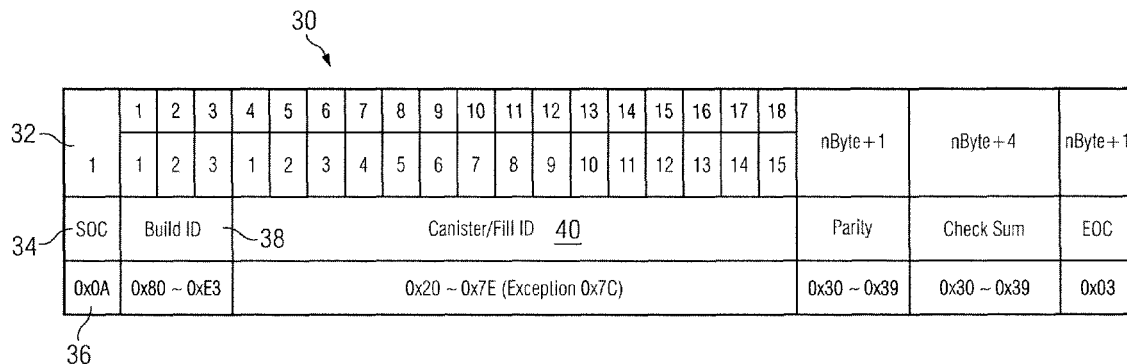 30
1 2 3 4 5 6 7 8 9 10 11 12 13 14 15 16 17 18
32
nByte+1 nByte+4 nByte+1
1 1 2 3 1 2 3 4 5 6 7 8 9 10 11 12 13 14 15
34 SOC Build ID 38 Canister/Fill ID 40 Parity Check Sum EOC
0x0A 0x80 ~ 0xE3 0x20 ~ 0x7E (Exception 0x7C) 0x30 ~ 0x39 0x30 ~ 0x39 0x03
36